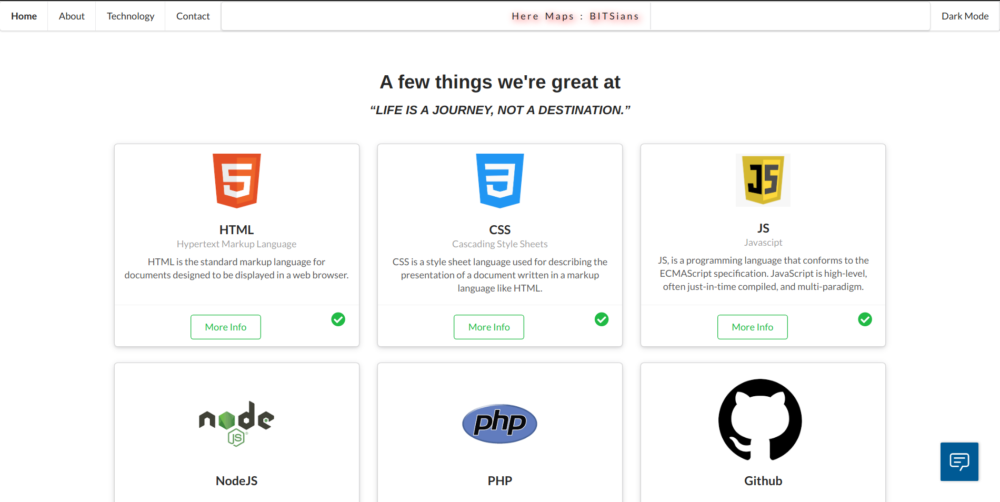 Home About Technology Contact Here Maps : BITSians Dark Mode
A few things we're great at
“LIFE IS A JOURNEY, NOT A DESTINATION.”
HTML
Hypertext Markup Language
HTML is the standard markup language for
documents designed to be displayed in a web browser.
More Info
CSS
Cascading Style Sheets
CSS is a style sheet language used for describing the
presentation of a document written in a markup
language like HTML.
More Info
JS
JS
Javascipt
JS, is a programming language that conforms to the
ECMAScript specification. JavaScript is high-level,
often just-in-time compiled, and multi-paradigm.
More Info
node
JS
NodeJS
php
PHP
Github